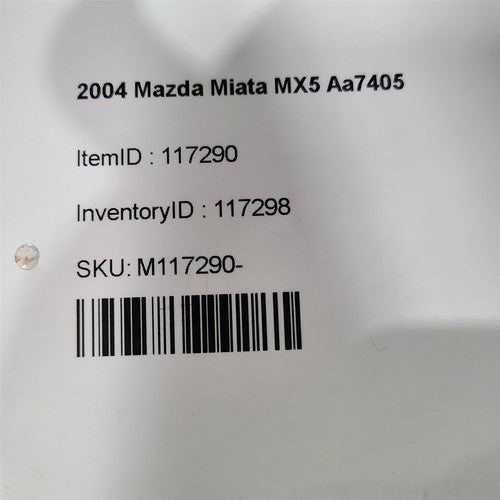 2004 Mazda Miata MX5 Aa7405
ItemID : 117290
InventoryID : 117298
SKU: M117290-